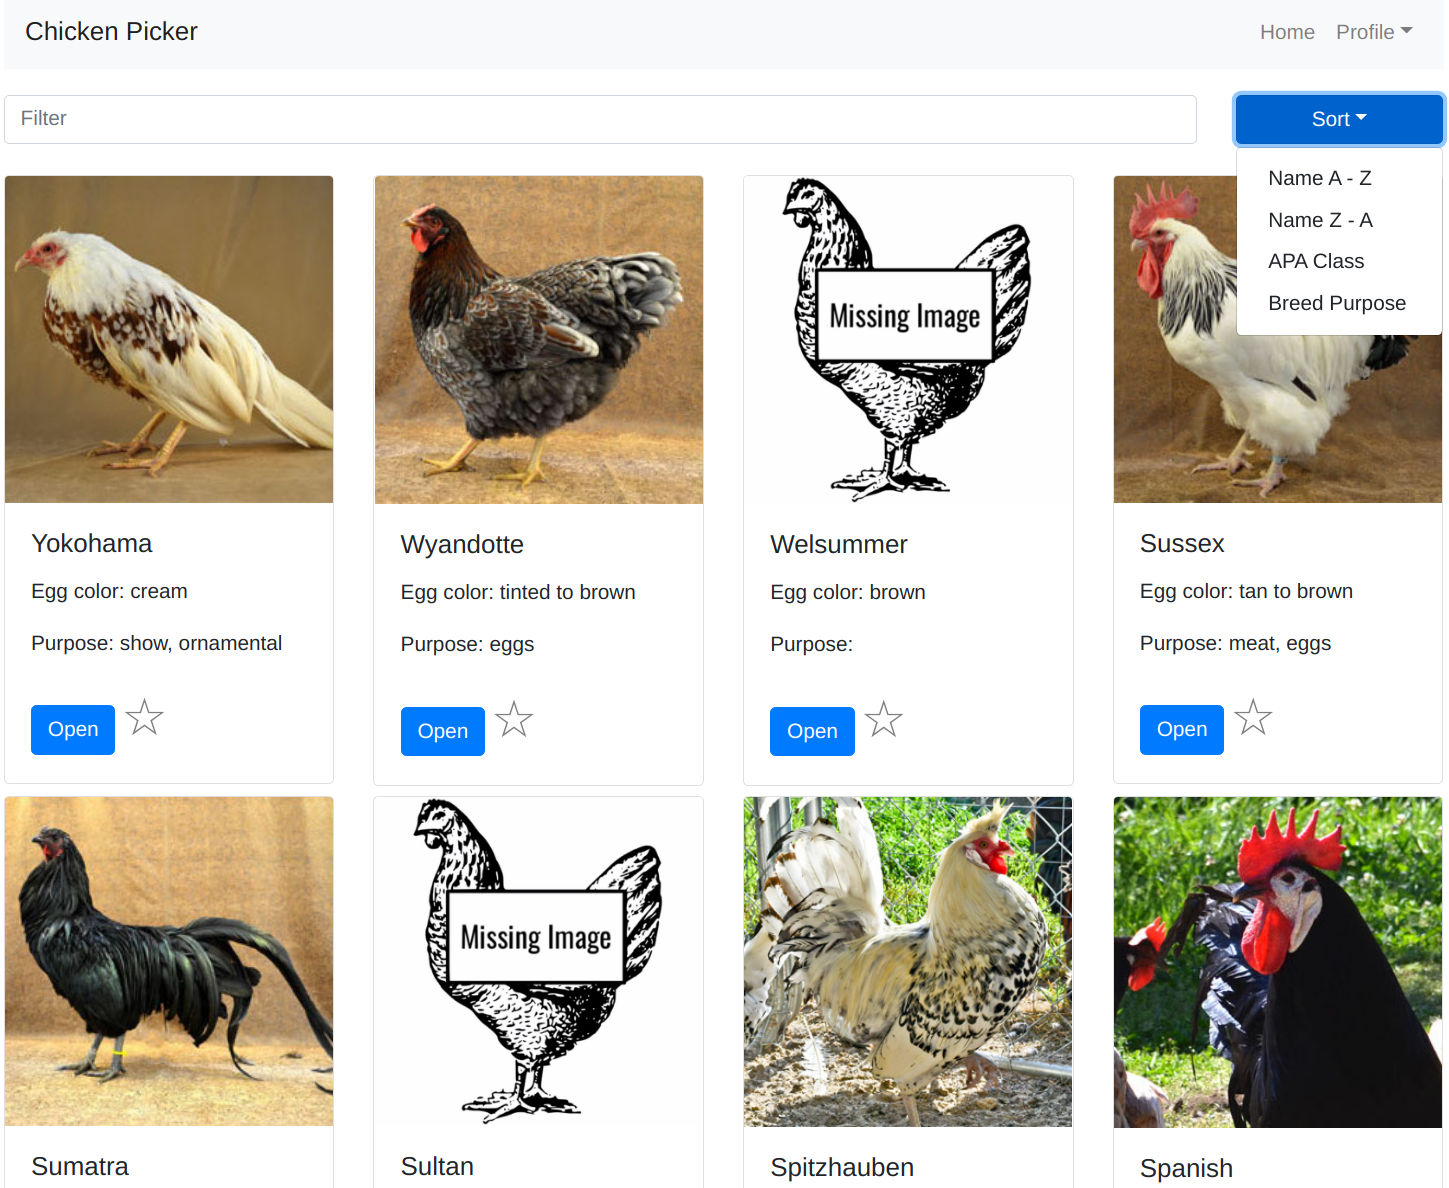 Chicken Picker
Home Profile
Filter
Sort
Name A - Z
Name Z - A
APA Class
Breed Purpose
Missing Image
Yokohama
Egg color: cream
Purpose: show, ornamental
Open
Wyandotte
Egg color: tinted to brown
Purpose: eggs
Open
Welsummer
Egg color: brown
Purpose:
Open
Sussex
Egg color: tan to brown
Purpose: meat, eggs
Open
Missing Image
Sumatra
Sultan
Spitzhauben
Spanish